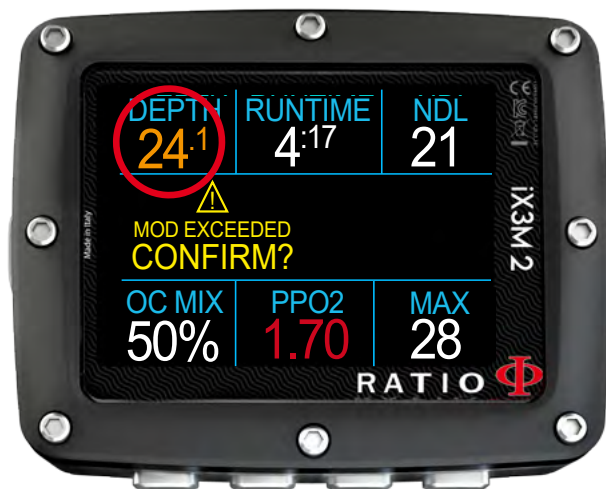 DEPTH RUNTIME NDL
24.1 4:17 21
MOD EXCEEDED
CONFIRM?
OC MIX PPO2 MAX
50% 1.70 28
RATIO
iX3M 2
Made in Italy
CE